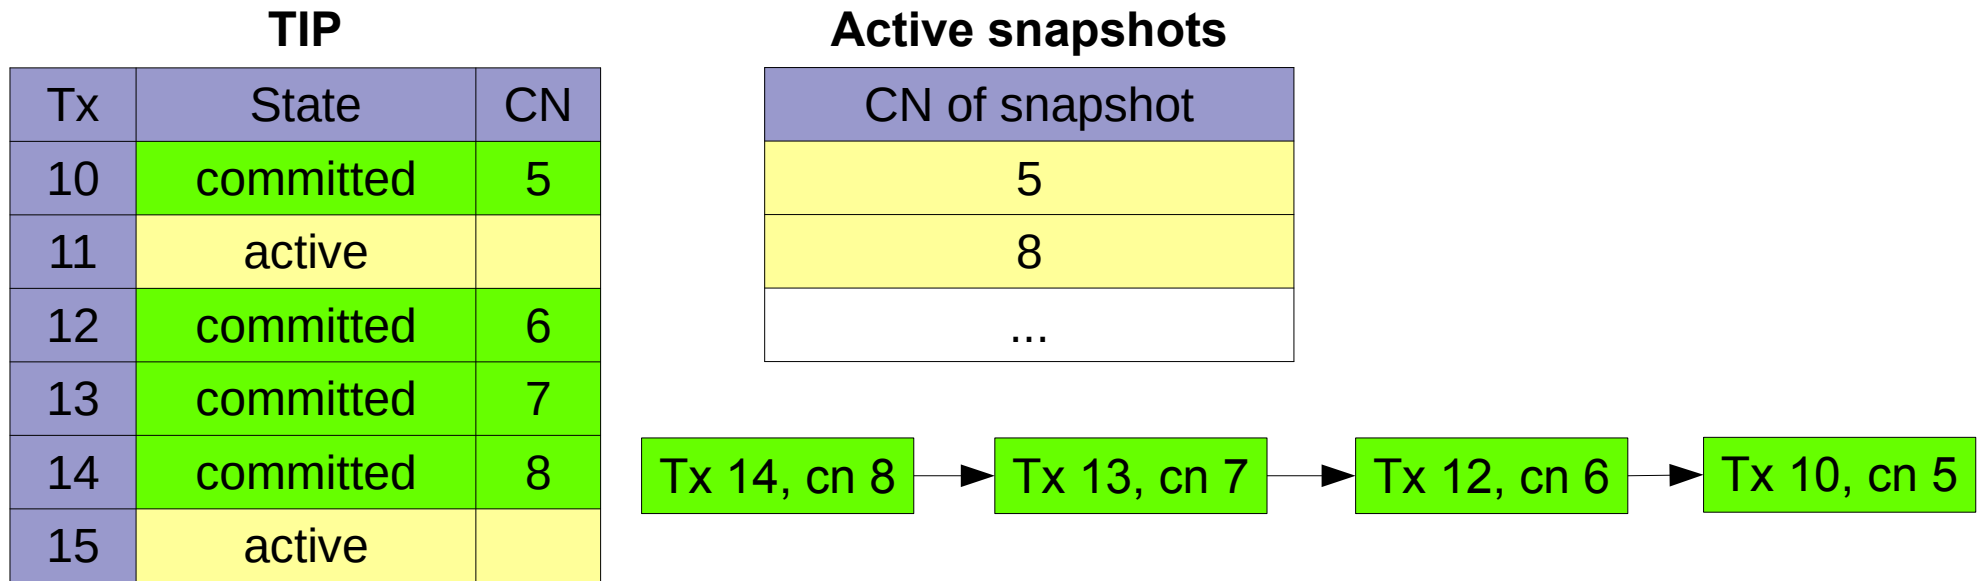 TIP
Tx State CN
10 committed 5
11 active
12 committed 6
13 committed 7
14 committed 8
15 active
Active snapshots
CN of snapshot
5
8
...
Tx 14, cn 8 Tx 13, cn 7 Tx 12, cn 6 Tx 10, cn 5